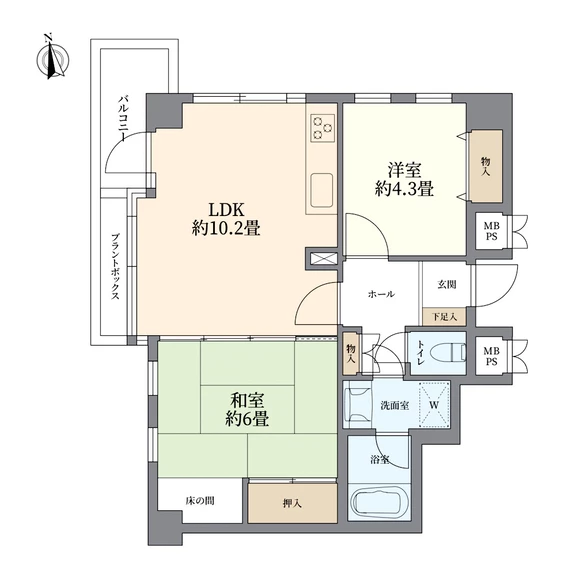 N
バルコニー
プラントボックス
LDK
約10.2畳
洋室
約4.3畳
物入
MB
PS
ホール
玄関
下足入
物入
トイレ
MB
PS
和室
約6畳
洗面室
W
浴室
床の間
押入